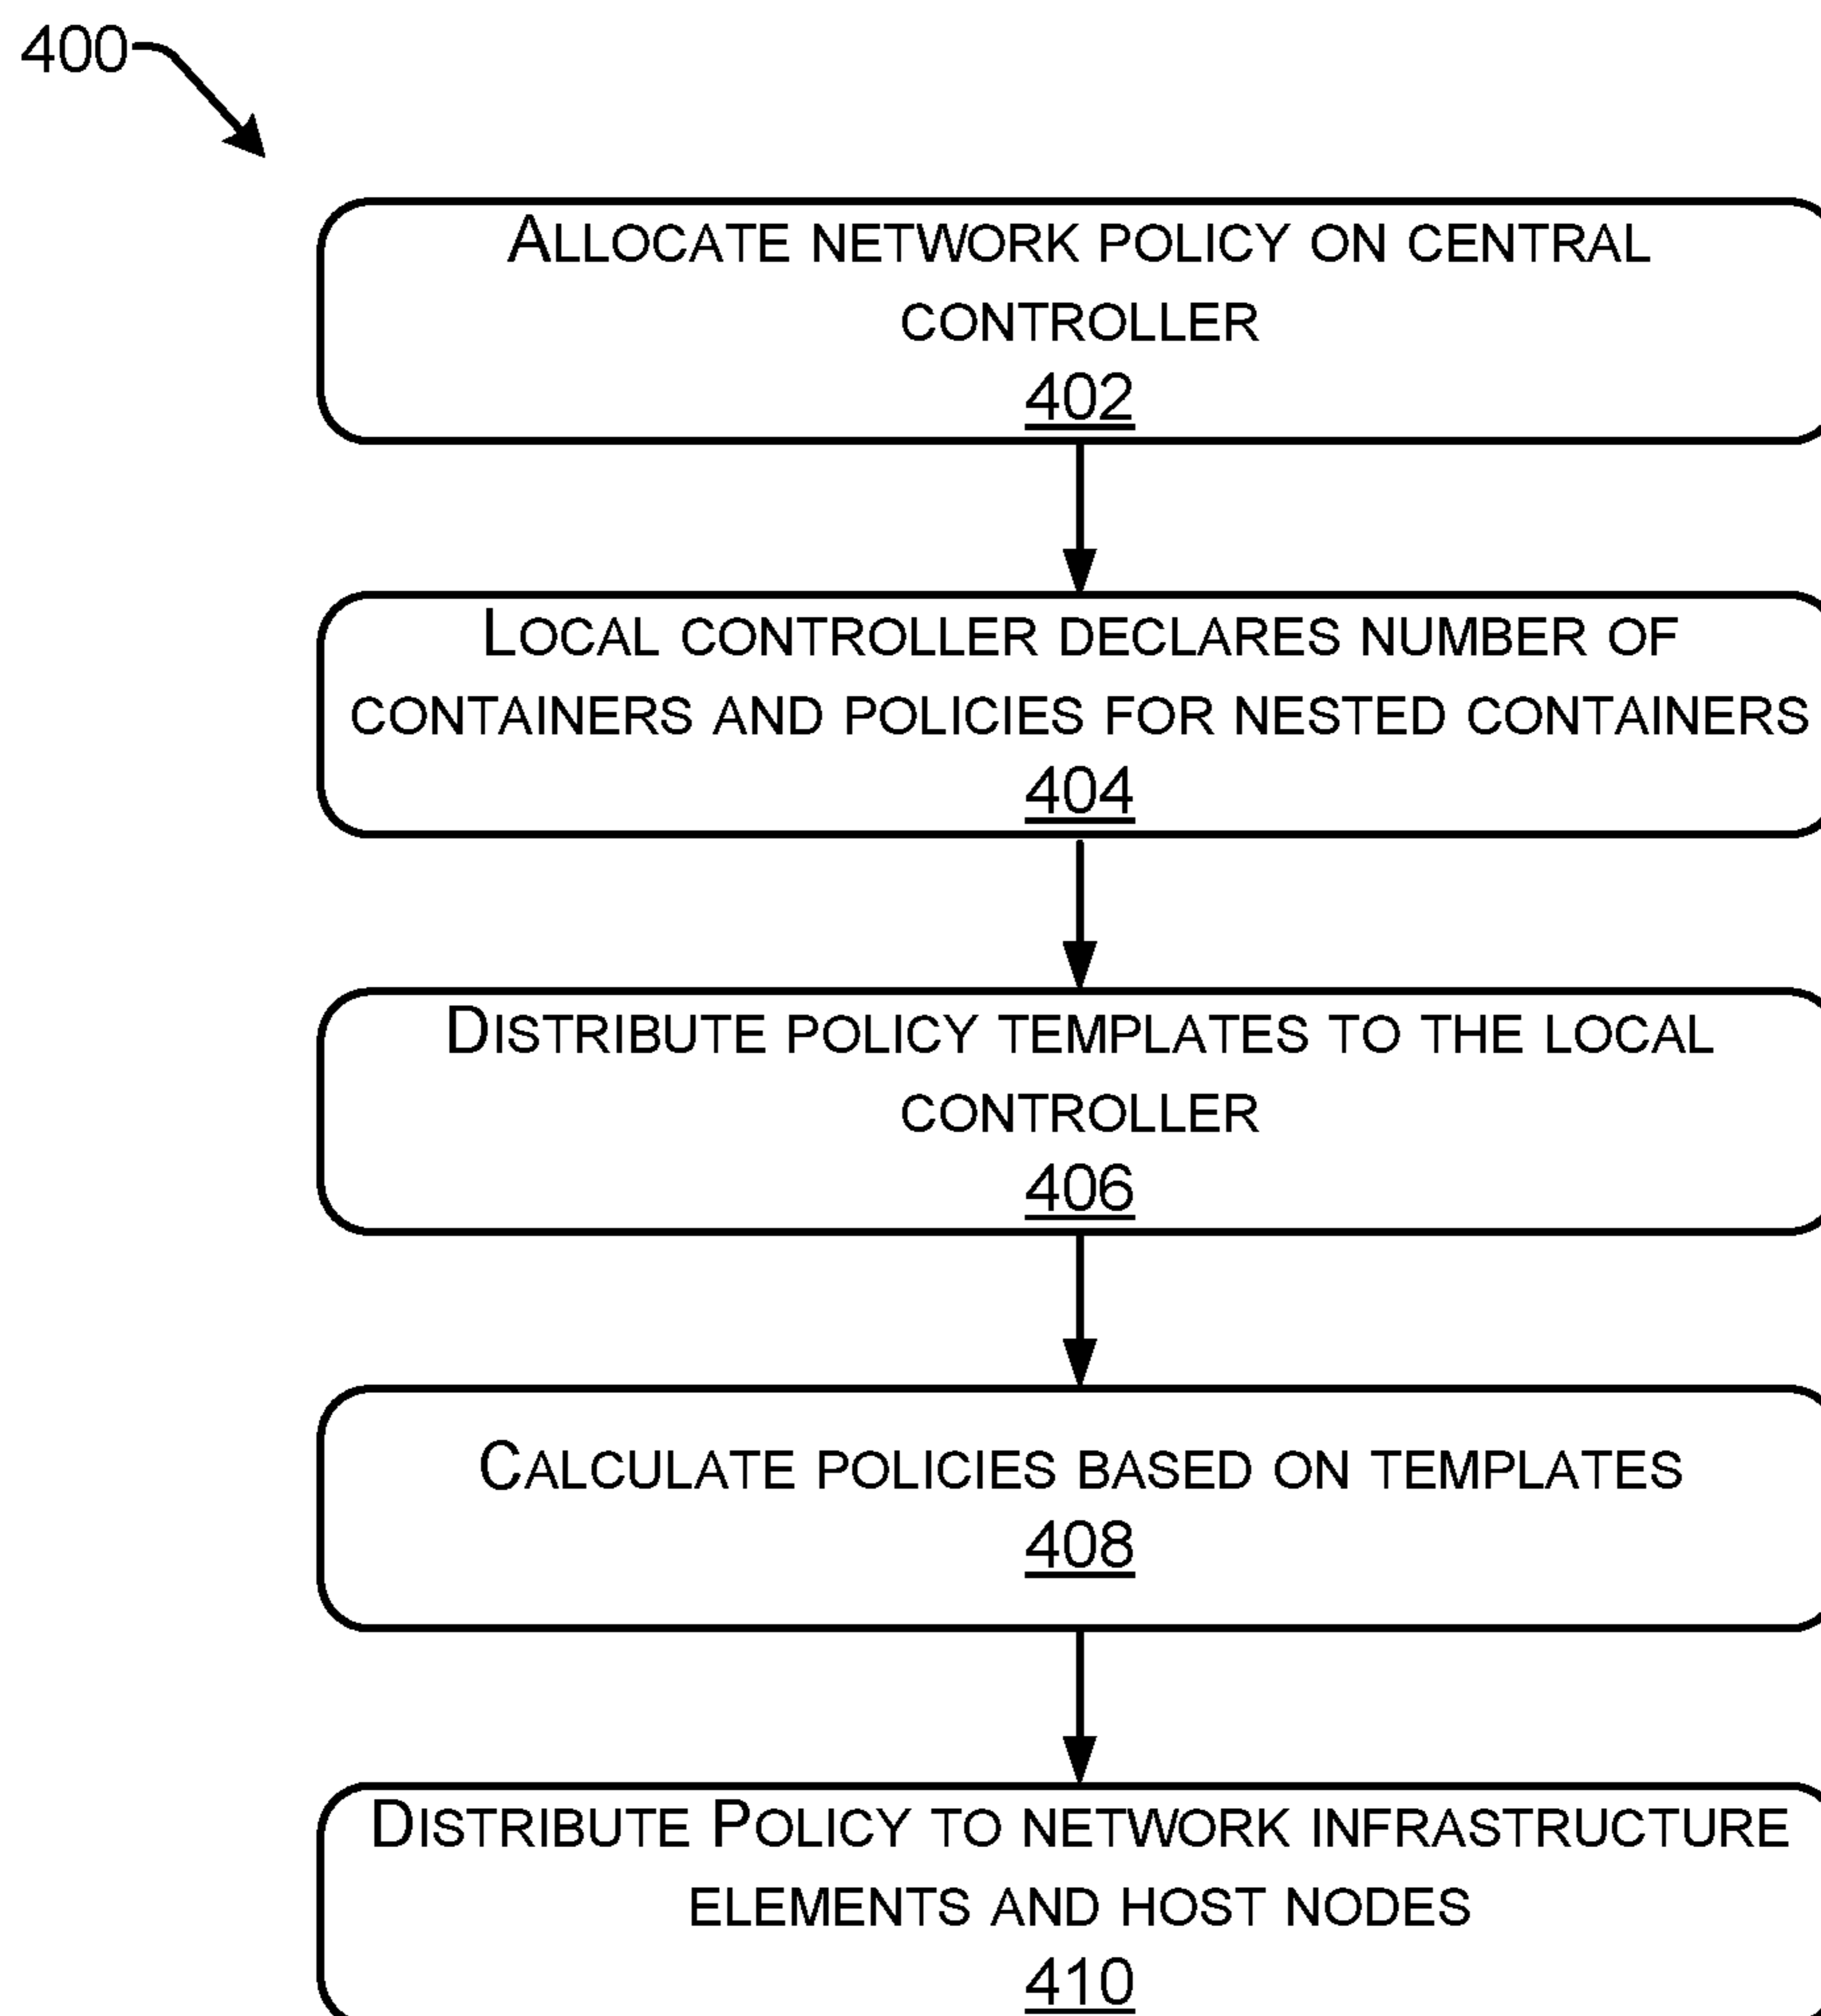 400
ALLOCATE NETWORK POLICY ON CENTRAL
CONTROLLER
402
LOCAL CONTROLLER DECLARES NUMBER OF
CONTAINERS AND POLICIES FOR NESTED CONTAINERS
404
DISTRIBUTE POLICY TEMPLATES TO THE LOCAL
CONTROLLER
406
CALCULATE POLICIES BASED ON TEMPLATES
408
DISTRIBUTE POLICY TO NETWORK INFRASTRUCTURE
ELEMENTS AND HOST NODES
410